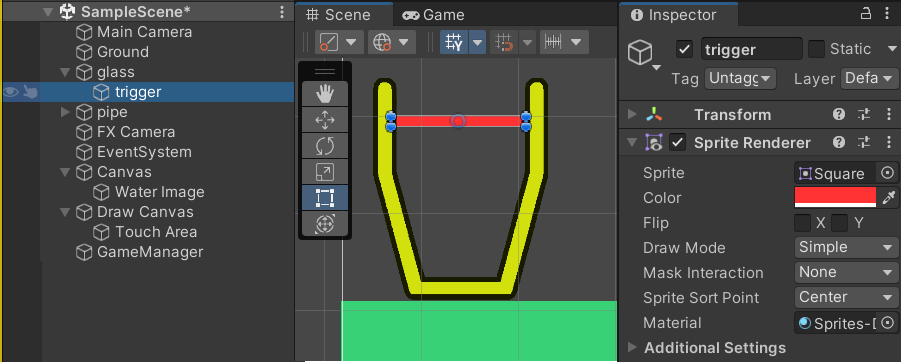 SampleScene*
Main Camera
Ground
glass
trigger
pipe
FX Camera
EventSystem
Canvas
Water Image
Draw Canvas
Touch Area
GameManager
Scene
Game
Y
Inspector
trigger
Static
Tag Untagg
Layer Defa
Transform
Sprite Renderer
Sprite Square
Color
Flip X Y
Draw Mode Simple
Mask Interaction None
Sprite Sort Point Center
Material Sprites-D
Additional Settings